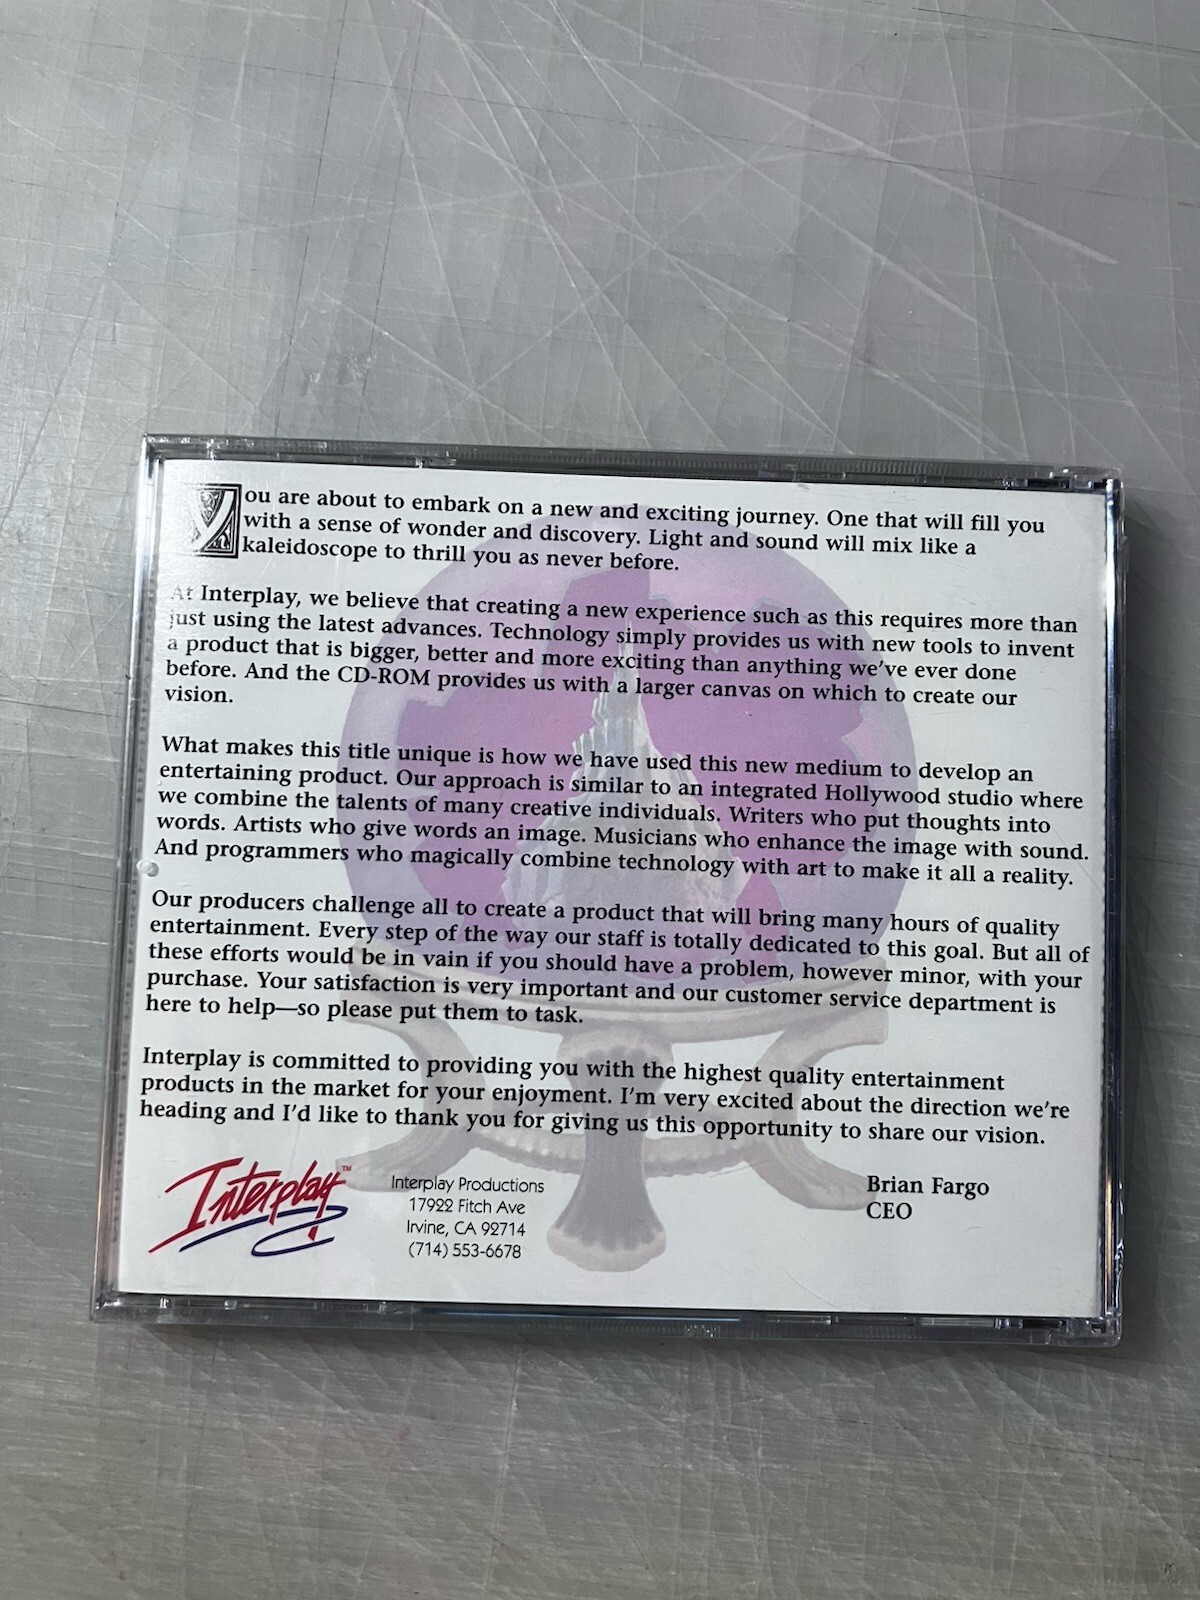 You are about to embark on a new and exciting journey. One that will fill you
with a sense of wonder and discovery. Light and sound will mix like a
kaleidoscope to thrill you as never before.
At Interplay, we believe that creating a new experience such as this requires more than
just using the latest advances. Technology simply provides us with new tools to invent
a product that is bigger, better and more exciting than anything we've ever done
before. And the CD-ROM provides us with a larger canvas on which to create our
vision.
What makes this title unique is how we have used this new medium to develop an
entertaining product. Our approach is similar to an integrated Hollywood studio where
we combine the talents of many creative individuals. Writers who put thoughts into
words. Artists who give words an image. Musicians who enhance the image with sound.
And programmers who magically combine technology with art to make it all a reality.
Our producers challenge all to create a product that will bring many hours of quality
entertainment. Every step of the way our staff is totally dedicated to this goal. But all of
these efforts would be in vain if you should have a problem, however minor, with your
purchase. Your satisfaction is very important and our customer service department is
here to help—so please put them to task.
Interplay is committed to providing you with the highest quality entertainment
products in the market for your enjoyment. I'm very excited about the direction we're
heading and I'd like to thank you for giving us this opportunity to share our vision.
Interplay™
Interplay Productions
17922 Fitch Ave
Irvine, CA 92714
(714) 553-6678
Brian Fargo
CEO